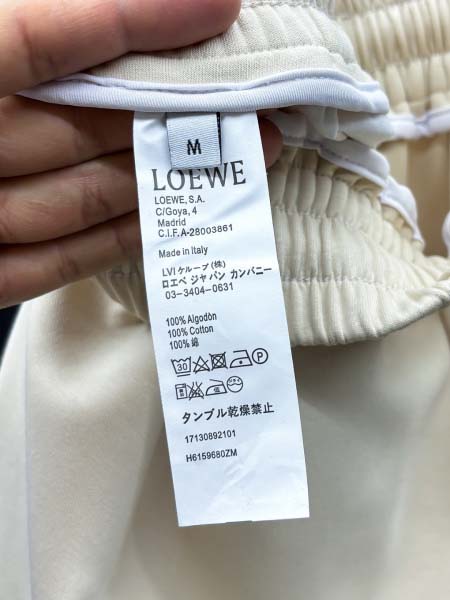 M
LOEWE
LOEWE, S.A.
C/Goya, 4
Madrid
C.I.F.A-28003861
Made in Italy
LVJ グループ (株)
ロエベ ジャパン カンパニー
03-3404-0631
100% Algodón
100% Cotton
100% 綿
30
P
タンブル乾燥禁止
17130892101
H6159680ZM